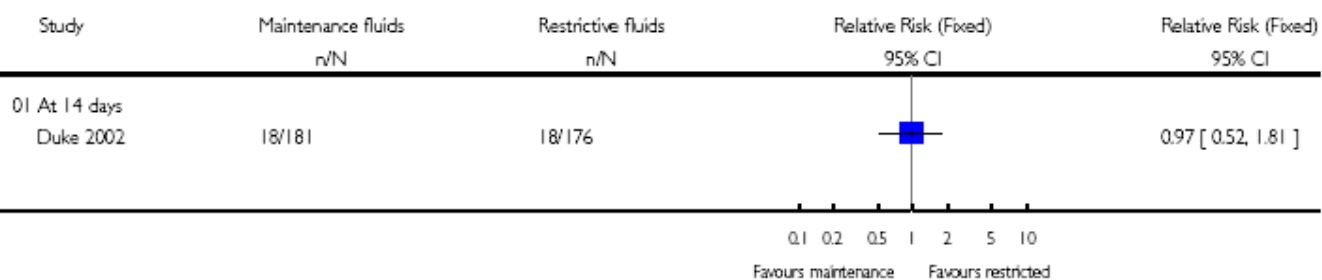 Study Maintenance fluids Restrictive fluids Relative Risk (Fixed) Relative Risk (Fixed)
n/N n/N 95% CI 95% CI
01 At 14 days
Duke 2002 18/181 18/176 0.97 [ 0.52, 1.81 ]
0.1 0.2 0.5 1 2 5 10
Favours maintenance Favours restricted